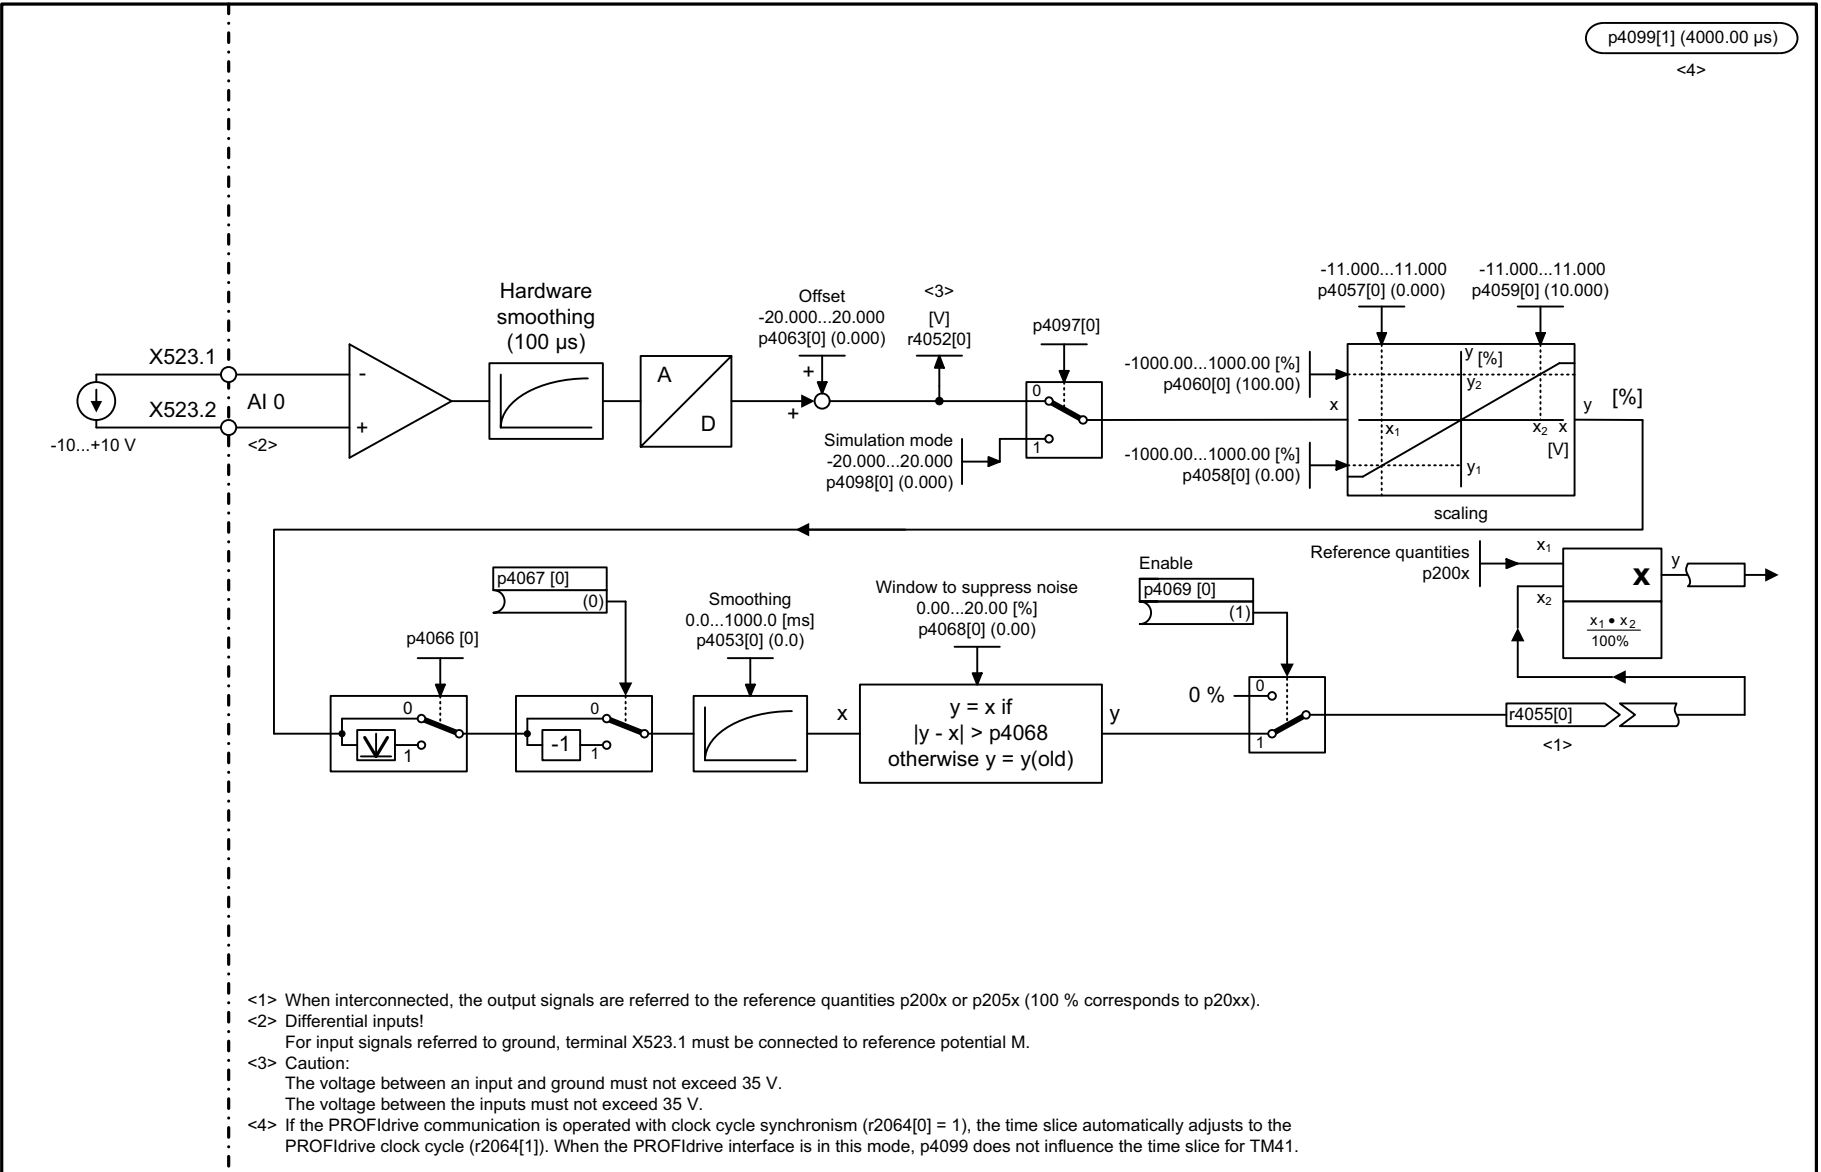 p4099[1] (4000.00 µs)
<4>
-11.000...11.000
p4057[0] (0.000)
-11.000...11.000
p4059[0] (10.000)
Hardware
smoothing
(100 µs)
Offset
-20.000...20.000
p4063[0] (0.000)
<3>
[V]
r4052[0]
p4097[0]
X523.1
X523.2
AI 0
-10...+10 V
<2>
-
+
A
D
+
+
0
1
Simulation mode
-20.000...20.000
p4098[0] (0.000)
-1000.00...1000.00 [%]
p4060[0] (100.00)
-1000.00...1000.00 [%]
p4058[0] (0.00)
x
y [%]
y2
x1
x2 x
[V]
y1
y [%]
scaling
Reference quantities
p200x
x1
x2
X
y
x1 • x2
100%
p4066 [0]
0
1
p4067 [0]
(0)
0
-1
1
Smoothing
0.0...1000.0 [ms]
p4053[0] (0.0)
Window to suppress noise
0.00...20.00 [%]
p4068[0] (0.00)
x
y = x if
|y - x| > p4068
otherwise y = y(old)
y
Enable
p4069 [0]
(1)
0 %
0
1
r4055[0]
<1>
<1> When interconnected, the output signals are referred to the reference quantities p200x or p205x (100 % corresponds to p20xx).
<2> Differential inputs!
For input signals referred to ground, terminal X523.1 must be connected to reference potential M.
<3> Caution:
The voltage between an input and ground must not exceed 35 V.
The voltage between the inputs must not exceed 35 V.
<4> If the PROFIdrive communication is operated with clock cycle synchronism (r2064[0] = 1), the time slice automatically adjusts to the
PROFIdrive clock cycle (r2064[1]). When the PROFIdrive interface is in this mode, p4099 does not influence the time slice for TM41.